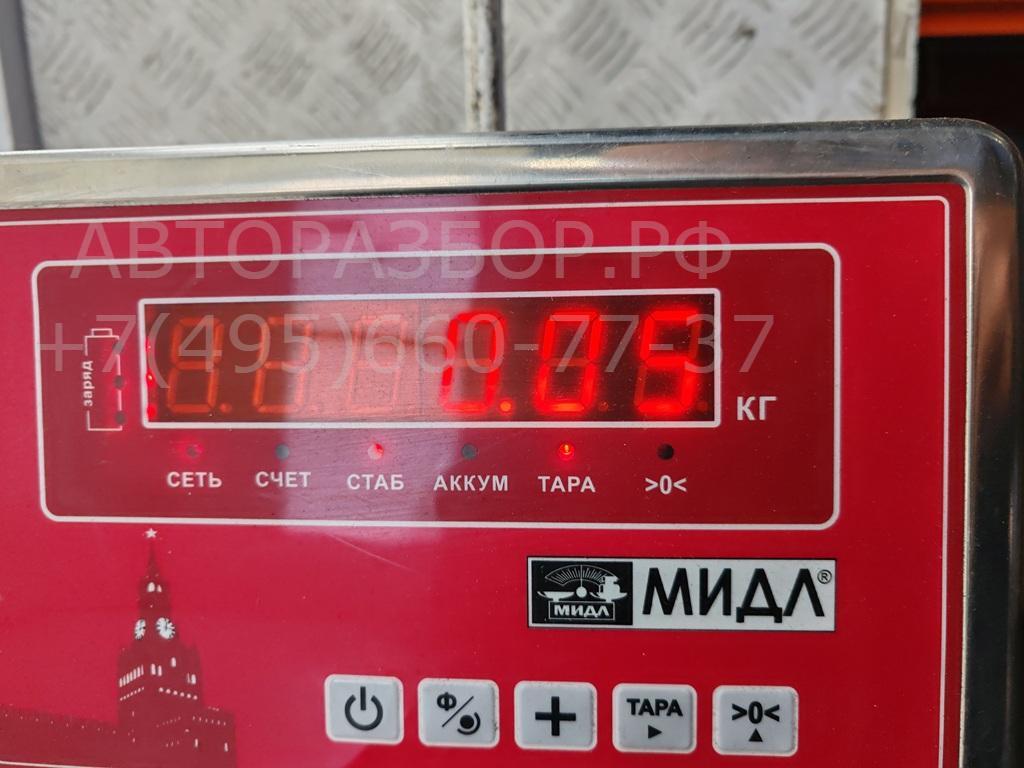 АВТОРАЗБОР.РФ
+7(495)660-77-37
заряд
0.05
КГ
СЕТЬ СЧЕТ СТАБ АККУМ ТАРА >0<
МИДЛ МИДЛ®
Ф ТАРА >0<